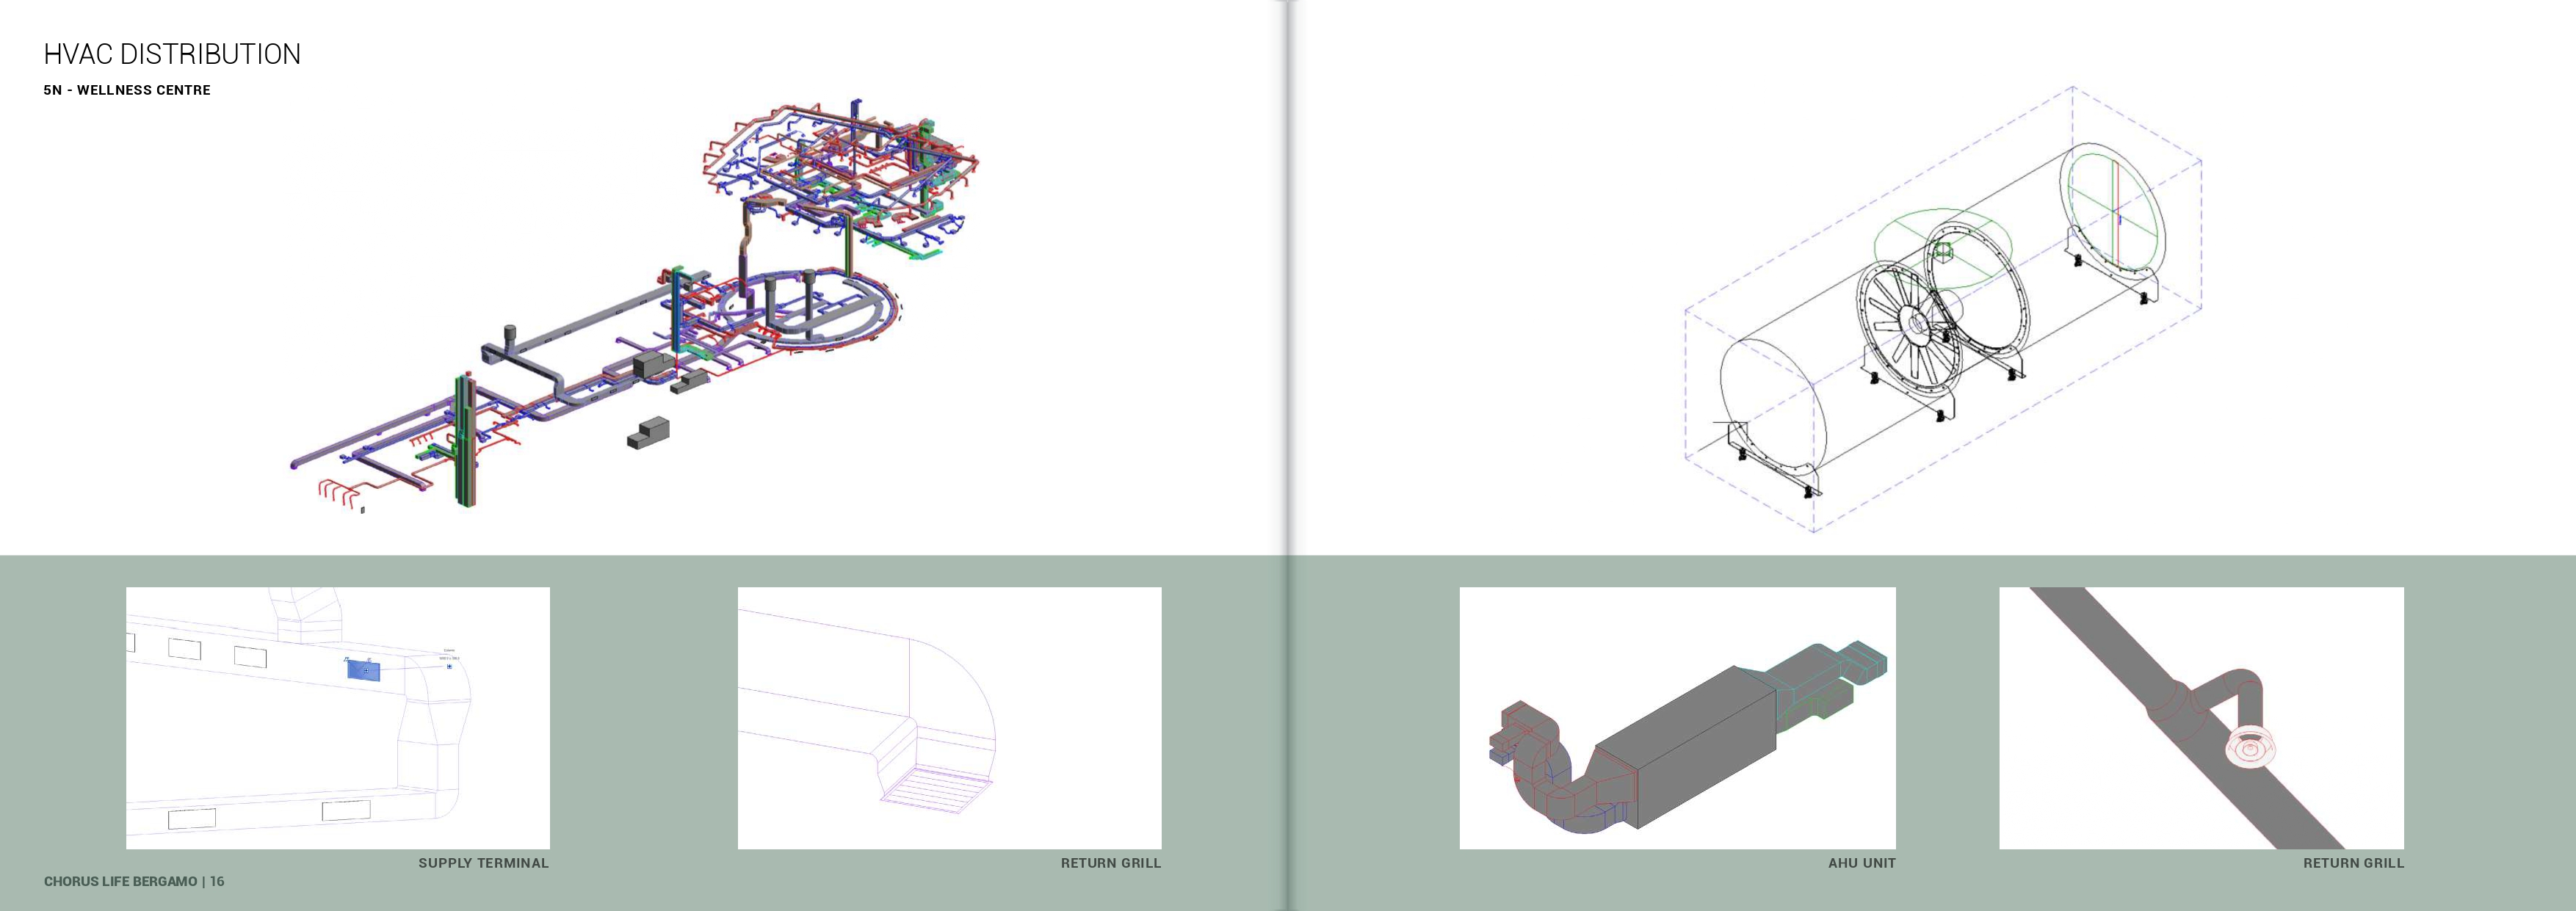 HVAC DISTRIBUTION
5N - WELLNESS CENTRE
SUPPLY TERMINAL
RETURN GRILL
AHU UNIT
RETURN GRILL
CHORUS LIFE BERGAMO | 16